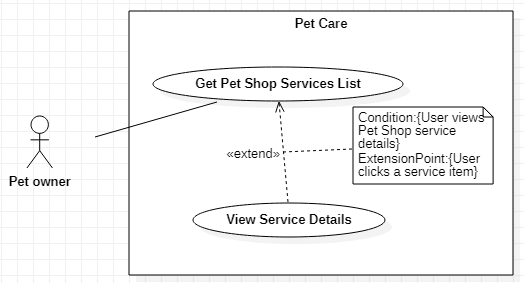 Pet Care
Get Pet Shop Services List
Condition:{User views
Pet Shop service
details}
ExtensionPoint:{User
clicks a service item}
«extend»
Pet owner
View Service Details